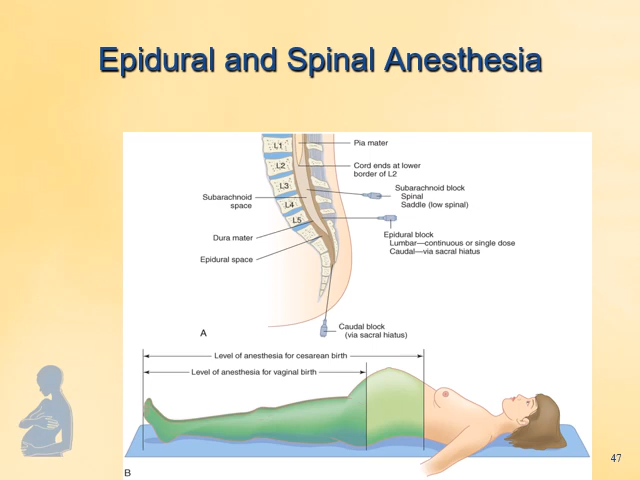 Epidural and Spinal Anesthesia
L1
Pia mater
L2
Cord ends at lower
border of L2
L3
Subarachnoid block
Spinal
Saddle (low spinal)
Subarachnoid
space
L4
L5
Epidural block
Lumbar—continuous or single dose
Caudal—via sacral hiatus
Dura mater
Epidural space
A
Caudal block
(via sacral hiatus)
Level of anesthesia for cesarean birth
Level of anesthesia for vaginal birth
B
47